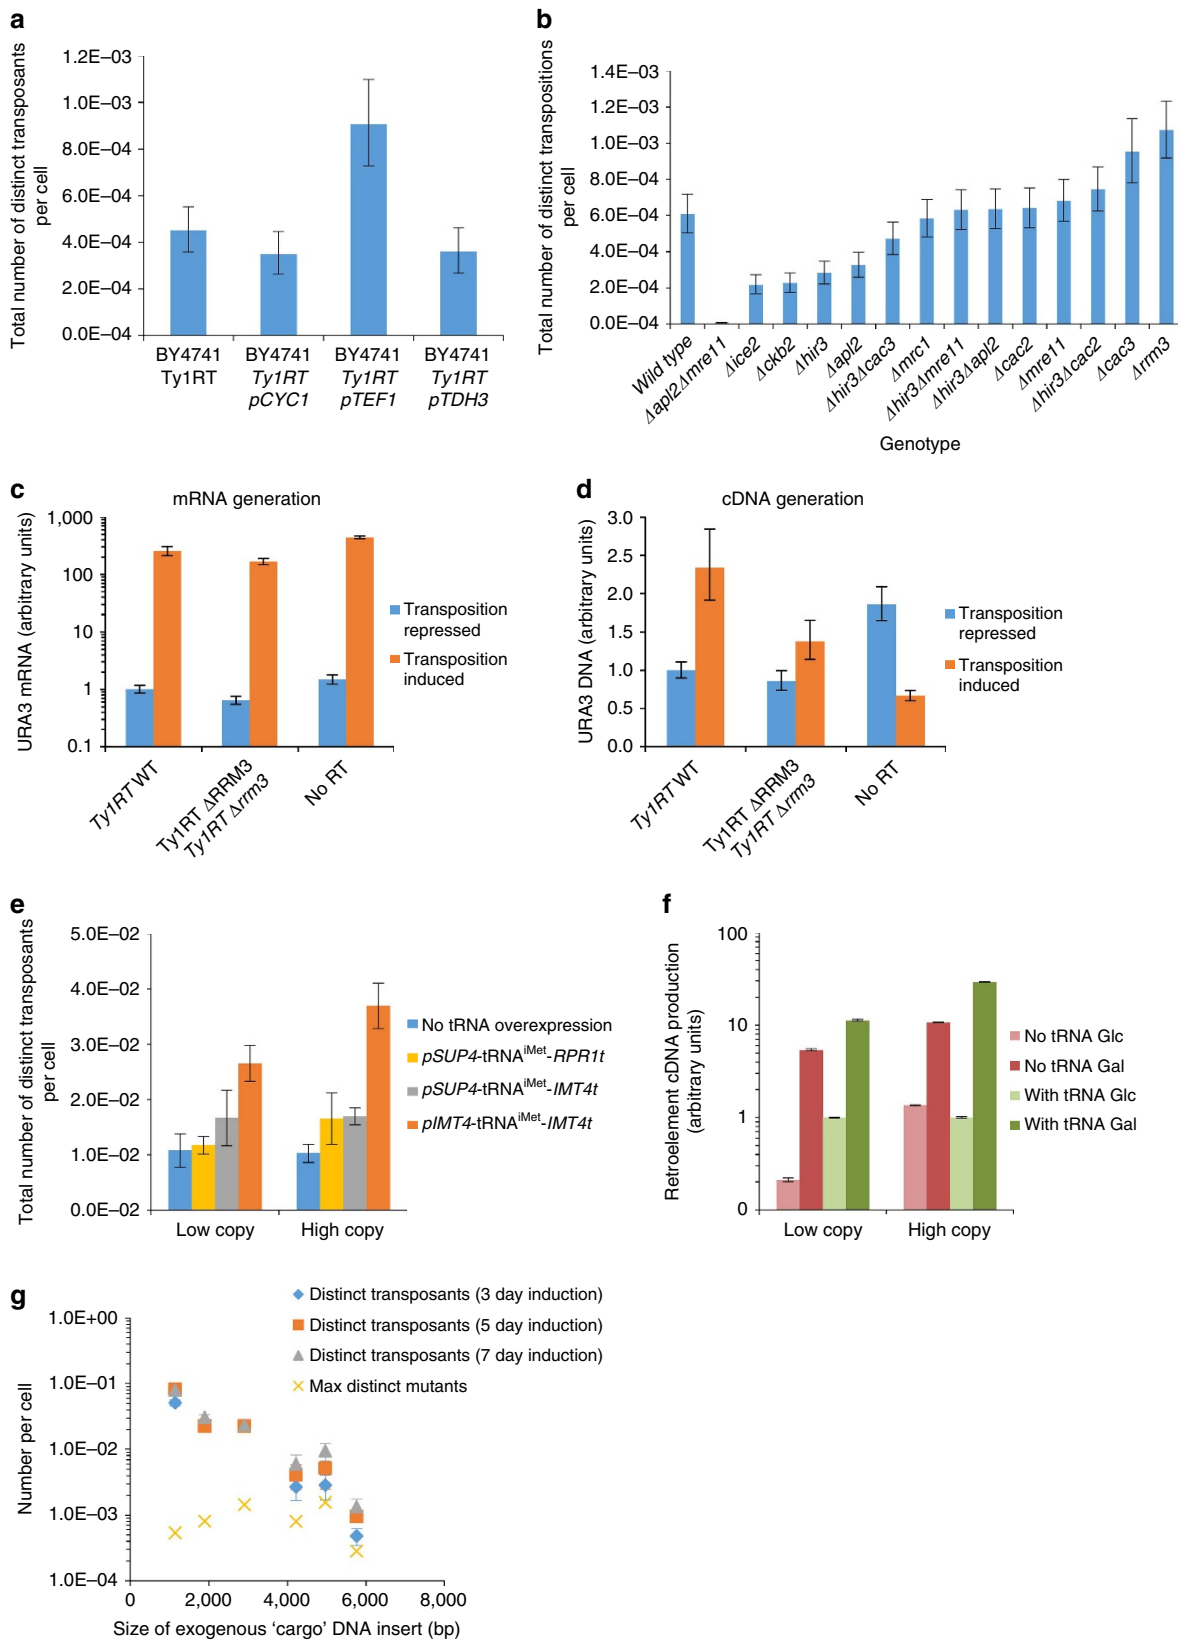 a
Total number of distinct transposants
per cell
1.2E–03
1.0E–03
8.0E–04
6.0E–04
4.0E–04
2.0E–04
0.0E–04
BY4741
Ty1RT
BY4741
Ty1RT
pCYC1
BY4741
Ty1RT
pTEF1
BY4741
Ty1RT
pTDH3
b
Total number of distinct transpositions
per cell
1.4E–03
1.2E–03
1.0E–03
8.0E–04
6.0E–04
4.0E–04
2.0E–04
0.0E–04
Wild type
Δapl2Δmre11
Δice2
Δckb2
Δhir3
Δapl2
Δhir3Δcac3
Δmrc1
Δhir3Δmre11
Δhir3Δapl2
Δcac2
Δmre11
Δhir3Δcac2
Δcac3
Δrrm3
Genotype
c
mRNA generation
URA3 mRNA (arbitrary units)
1,000
100
10
1
0.1
Ty1RT WT
Ty1RT ΔRRM3
Ty1RT Δrrm3
No RT
Transposition
repressed
Transposition
induced
d
cDNA generation
URA3 DNA (arbitrary units)
3.0
2.5
2.0
1.5
1.0
0.5
0.0
Ty1RT WT
Ty1RT ΔRRM3
Ty1RT Δrrm3
No RT
Transposition
repressed
Transposition
induced
e
Total number of distinct transposants
per cell
5.0E–02
4.0E–02
3.0E–02
2.0E–02
1.0E–02
0.0E–02
Low copy
High copy
No tRNA overexpression
pSUP4-tRNAiMet-RPR1t
pSUP4-tRNAiMet-IMT4t
pIMT4-tRNAiMet-IMT4t
f
Retroelement cDNA production
(arbitrary units)
100
10
1
0
Low copy
High copy
No tRNA Glc
No tRNA Gal
With tRNA Glc
With tRNA Gal
g
Distinct transposants (3 day induction)
Distinct transposants (5 day induction)
Distinct transposants (7 day induction)
Max distinct mutants
Number per cell
1.0E+00
1.0E–01
1.0E–02
1.0E–03
1.0E–04
0
2,000
4,000
6,000
8,000
Size of exogenous ‘cargo’ DNA insert (bp)